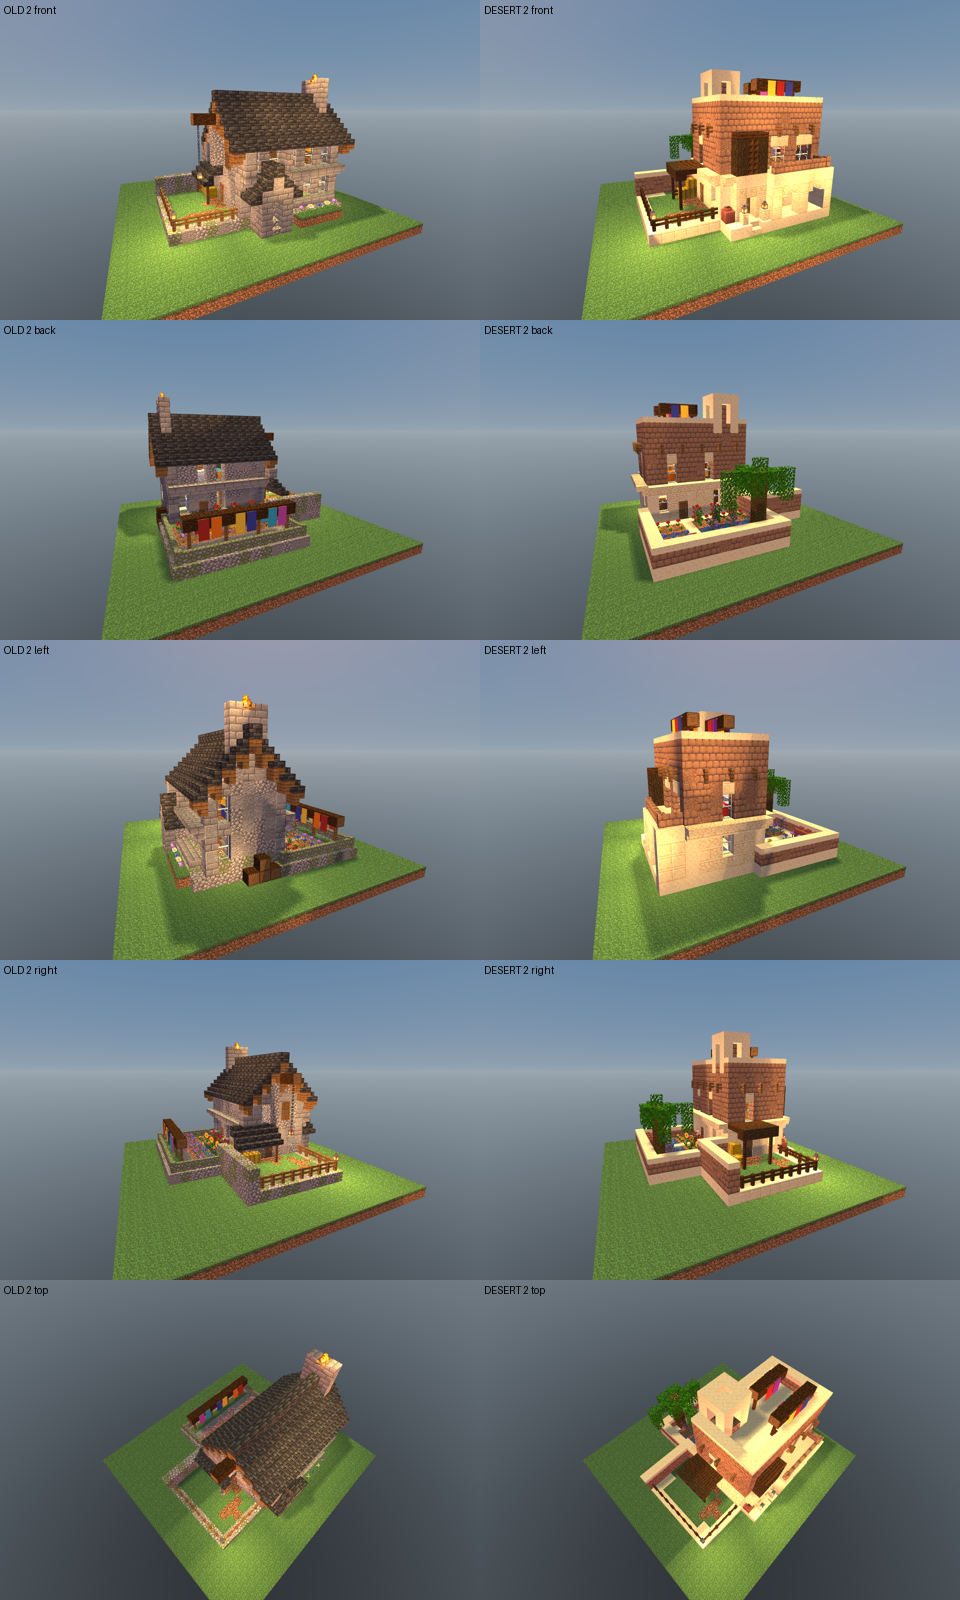 OLD 2 front
DESERT 2 front
OLD 2 back
DESERT 2 back
OLD 2 left
DESERT 2 left
OLD 2 right
DESERT 2 right
OLD 2 top
DESERT 2 top